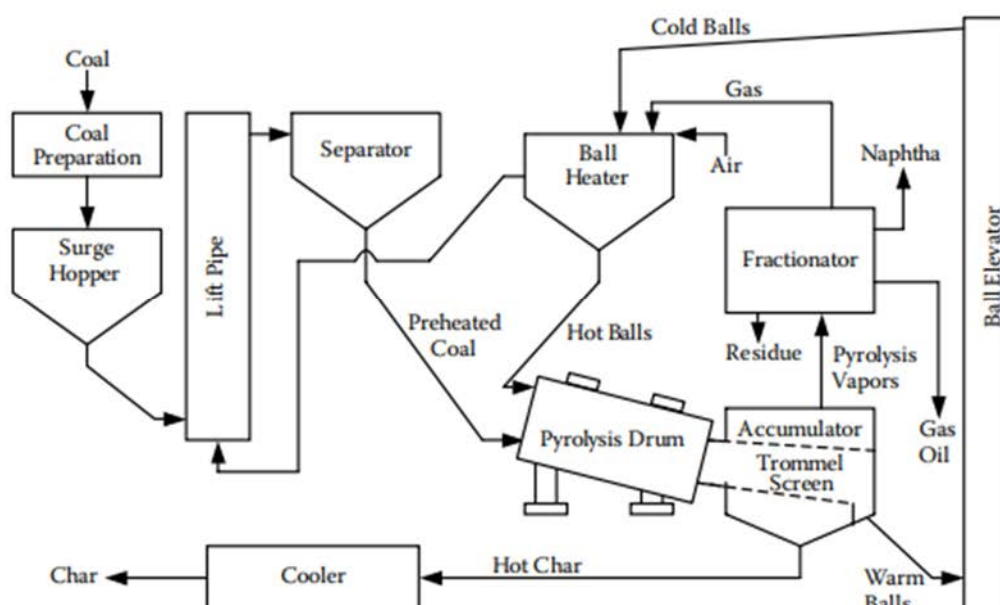 Cold Balls
Coal
Gas
Coal
Preparation
Separator
Ball
Heater
Air
Naphtha
Surge
Hopper
Lift Pipe
Fractionator
Ball Elevator
Preheated
Coal
Hot Balls
Residue
Pyrolysis
Vapors
Pyrolysis Drum
Accumulator
Trommel
Screen
Gas
Oil
Char
Cooler
Hot Char
Warm
Balls